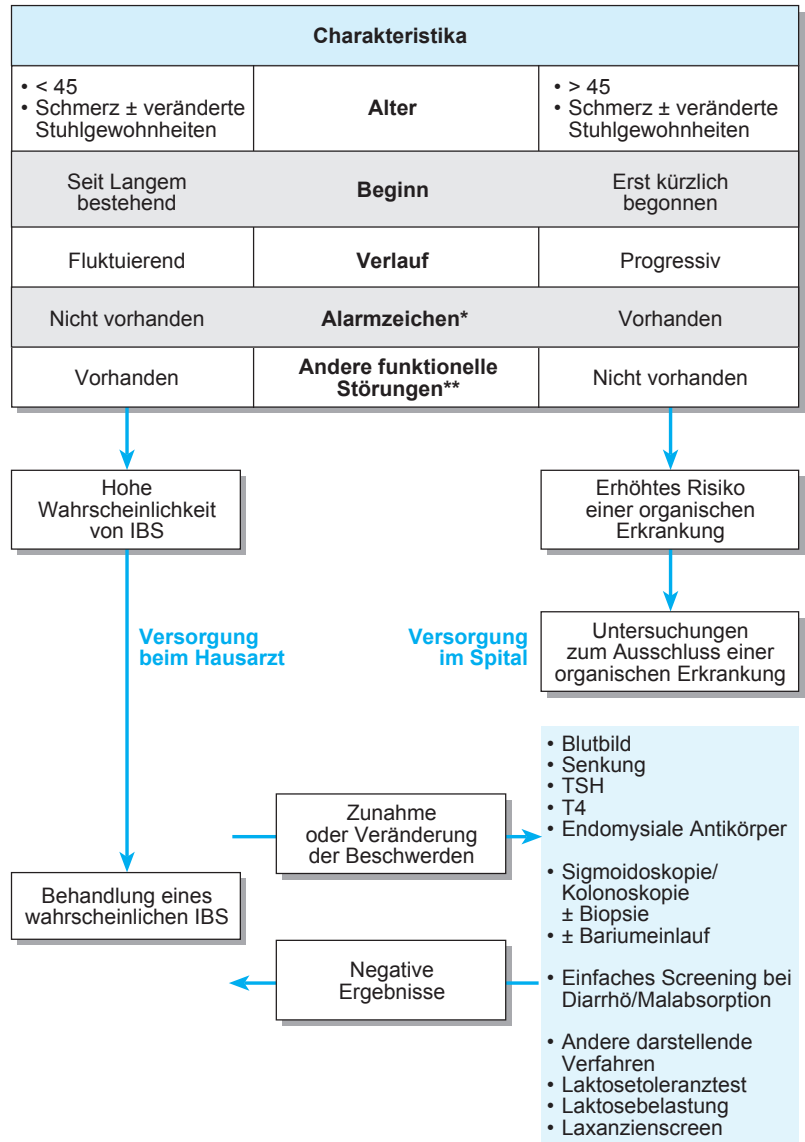 Charakteristika
• < 45
• Schmerz ± veränderte
Stuhlgewohnheiten
Alter
• > 45
• Schmerz ± veränderte
Stuhlgewohnheiten
Seit Langem
bestehend
Beginn
Erst kürzlich
begonnen
Fluktuierend
Verlauf
Progressiv
Nicht vorhanden
Alarmzeichen*
Vorhanden
Vorhanden
Andere funktionelle
Störungen**
Nicht vorhanden
Hohe
Wahrscheinlichkeit
von IBS
Erhöhtes Risiko
einer organischen
Erkrankung
Versorgung
beim Hausarzt
Versorgung
im Spital
Untersuchungen
zum Ausschluss einer
organischen Erkrankung
Zunahme
oder Veränderung
der Beschwerden
Behandlung eines
wahrscheinlichen IBS
Negative
Ergebnisse
• Blutbild
• Senkung
• TSH
• T4
• Endomysiale Antikörper
• Sigmoidoskopie/
Kolonoskopie
± Biopsie
• ± Bariumeinlauf
• Einfaches Screening bei
Diarrhö/Malabsorption
• Andere darstellende
Verfahren
• Laktosetoleranztest
• Laktosebelastung
• Laxanzienscreen